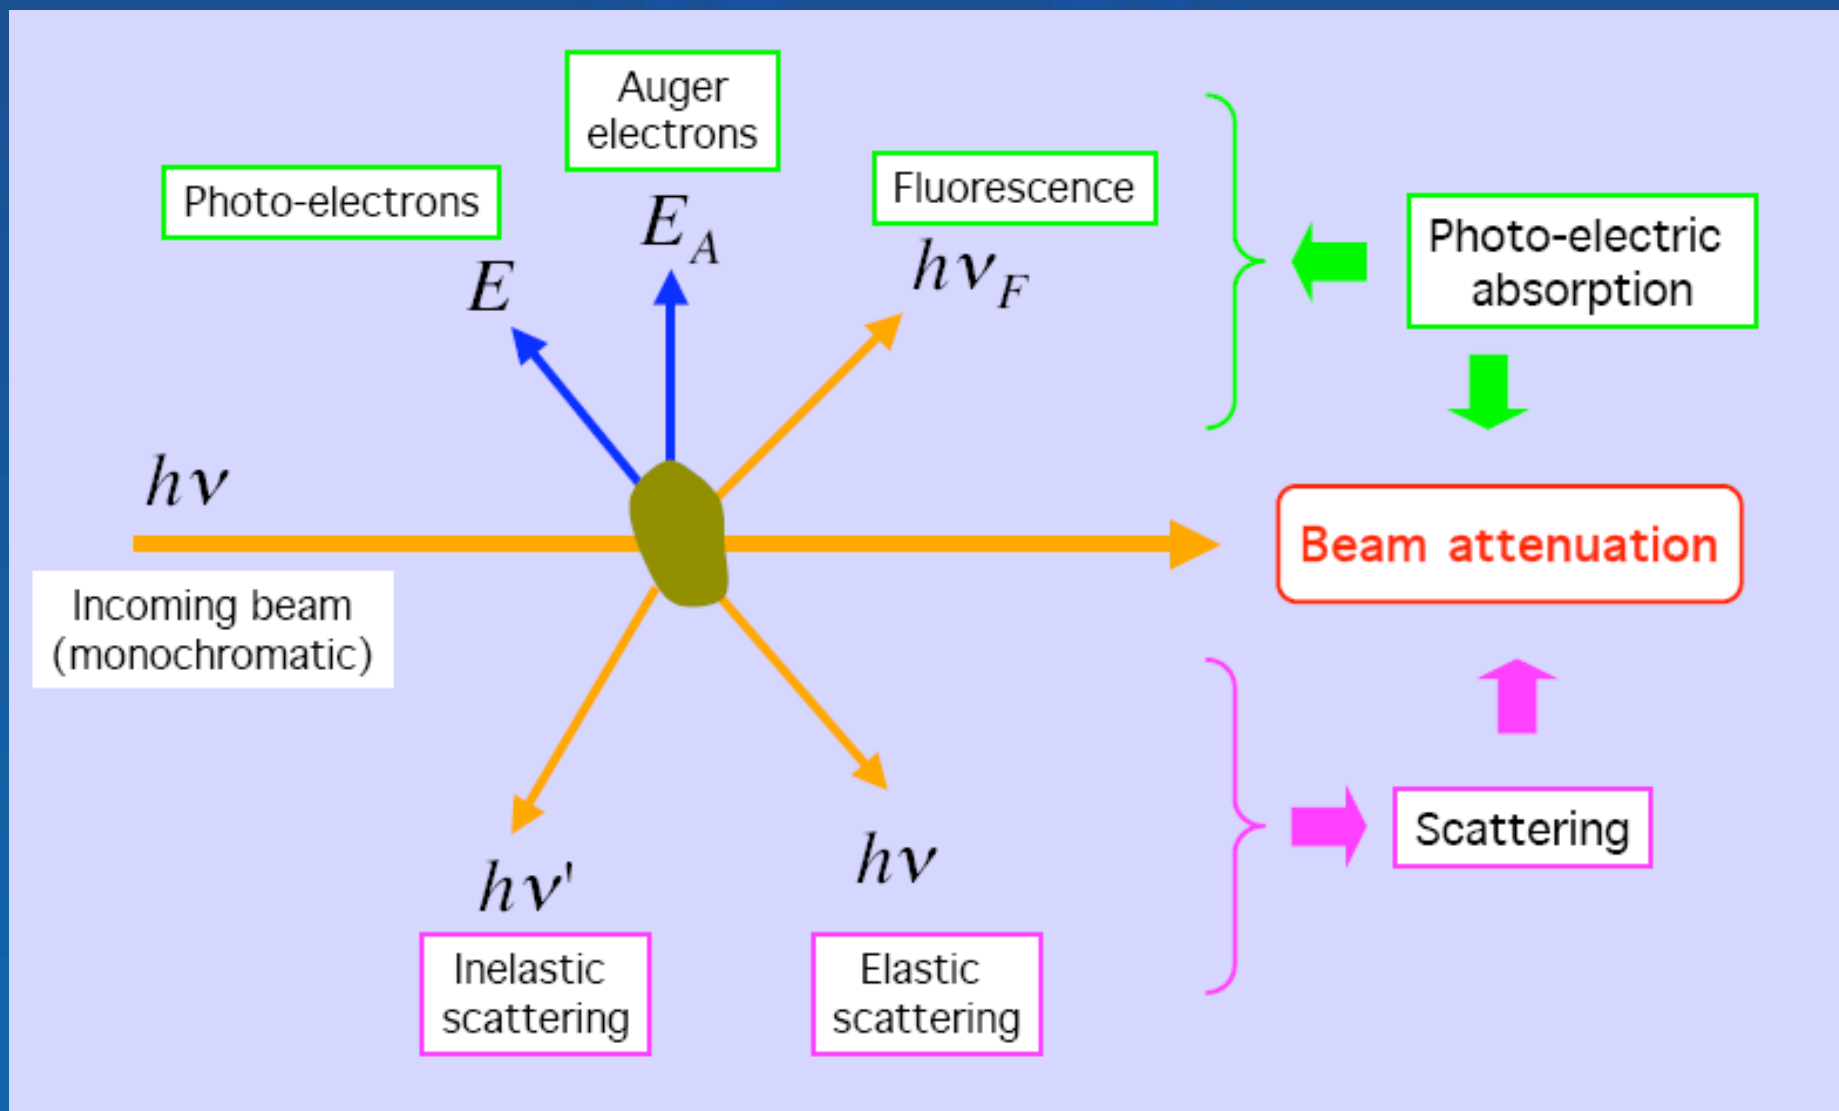 Auger
electrons
Photo-electrons
Fluorescence
E
E_A
hν_F
Photo-electric
absorption
hν
Incoming beam
(monochromatic)
Beam attenuation
Scattering
hν'
hν
Inelastic
scattering
Elastic
scattering